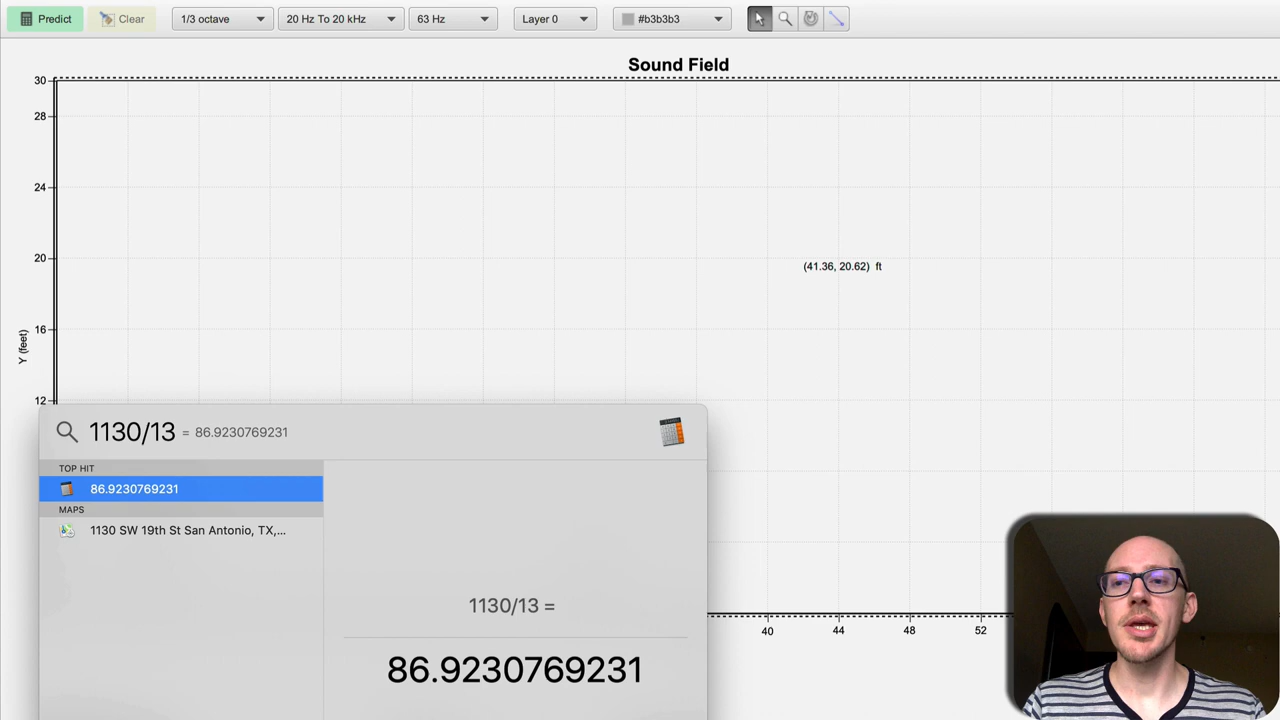 Predict Clear 1/3 octave 20 Hz To 20 kHz 63 Hz Layer 0 #b3b3b3
Sound Field
30
28
24
20
16
12
Y (feet)
(41.36, 20.62) ft
1130/13 = 86.9230769231
TOP HIT
86.9230769231
MAPS
1130 SW 19th St San Antonio, TX,...
1130/13 =
86.9230769231
40 44 48 52